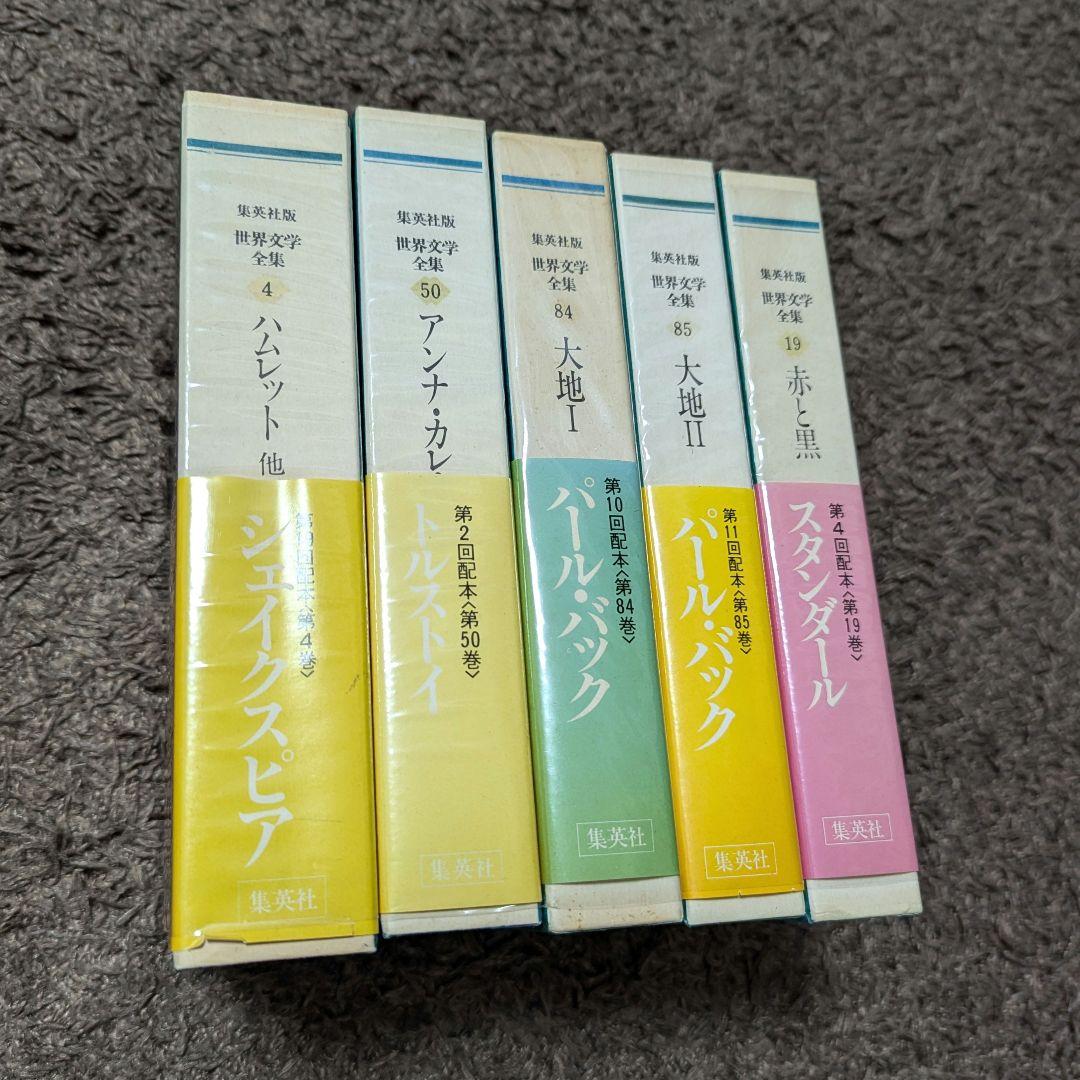 集英社版
世界文学
全集
4
ハムレット 他
第19回配本〈第4巻〉
シェイクスピア
集英社
集英社版
世界文学
全集
50
アンナ・カレ
第2回配本〈第50巻〉
トルストイ
集英社
集英社版
世界文学
全集
84
大地I
第10回配本〈第84巻〉
パール・バック
集英社
集英社版
世界文学
全集
85
大地II
第11回配本〈第85巻〉
パール・バック
集英社
集英社版
世界文学
全集
19
赤と黒
第4回配本〈第19巻〉
スタンダール
集英社